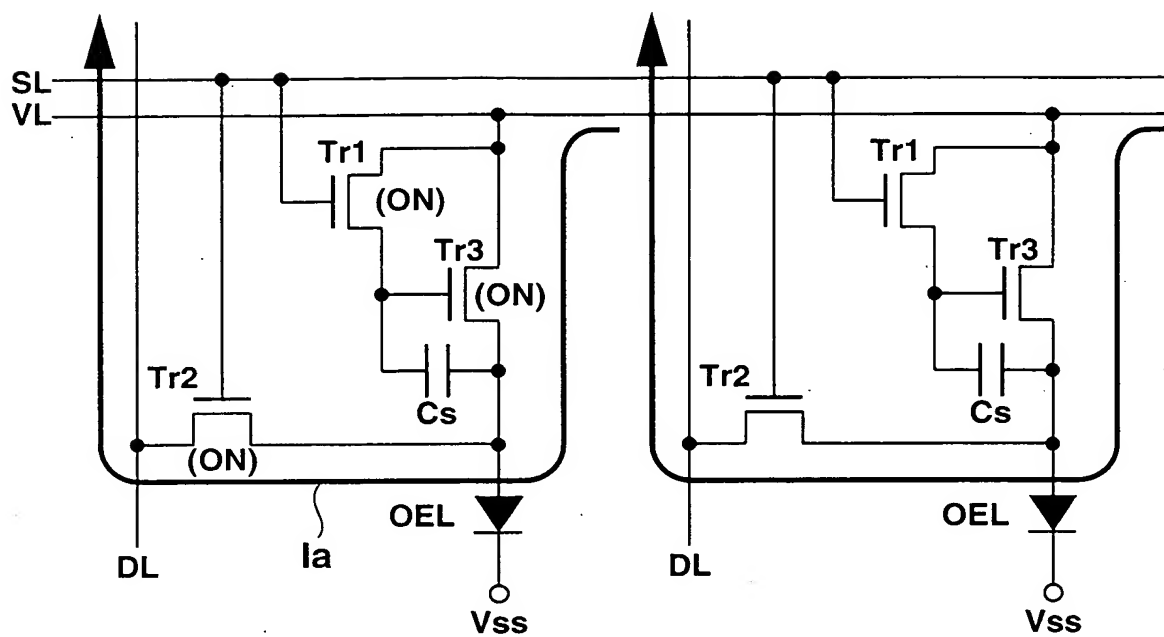 SL
VL
Tr1
(ON)
Tr3
(ON)
Tr2
(ON)
Cs
OEL
Ia
DL
Vss
Tr1
Tr3
Tr2
Cs
OEL
DL
Vss